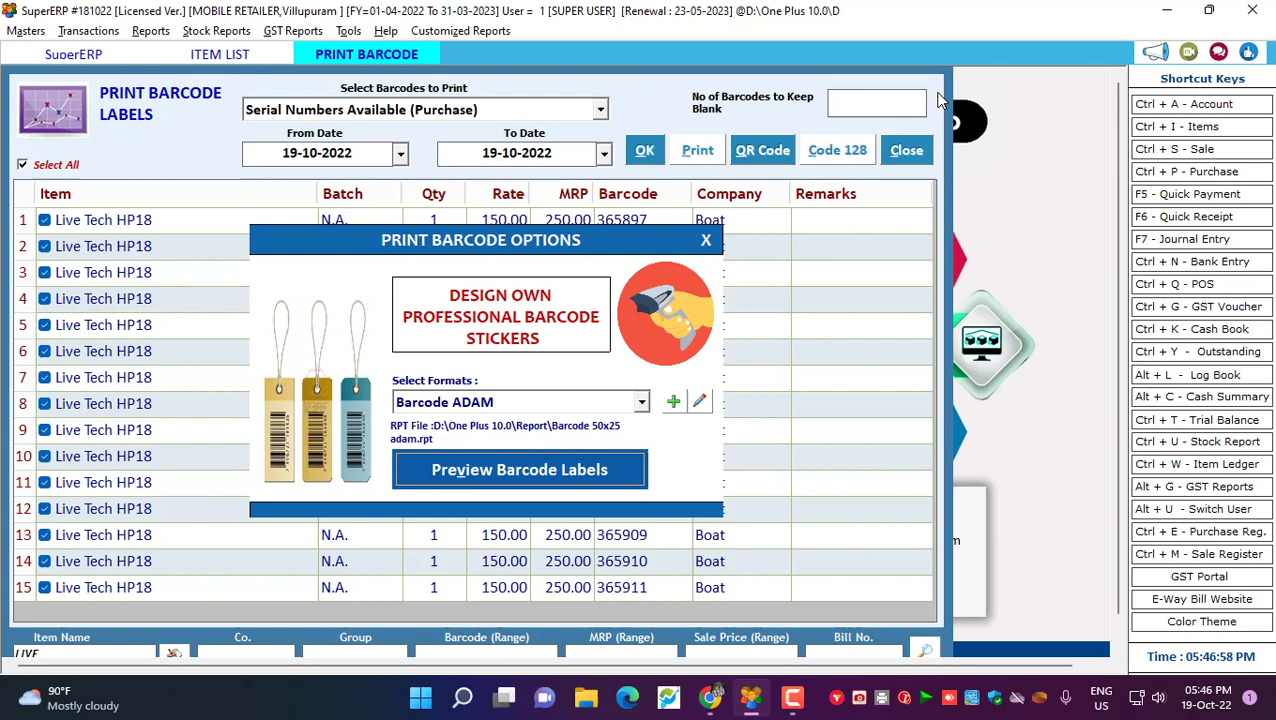 SuperERP #181022 [Licensed Ver.] [MOBILE RETAILER,Villupuram ] [FY=01-04-2022 To 31-03-2023] User =  1 [SUPER USER]  [Renewal : 23-05-2023] @D:\One Plus 10.0\D
Masters Transactions Reports Stock Reports GST Reports Tools Help Customized Reports
SuperERP ITEM LIST PRINT BARCODE
PRINT BARCODE
LABELS
Select Barcodes to Print
Serial Numbers Available (Purchase)
No of Barcodes to Keep
Blank
From Date To Date
19-10-2022 19-10-2022
OK Print QR Code Code 128 Close
Select All
Item Batch Qty Rate MRP Barcode Company Remarks
1 Live Tech HP18 N.A. 1 150.00 250.00 365897 Boat
2 Live Tech HP18
3 Live Tech HP18
4 Live Tech HP18
5 Live Tech HP18
6 Live Tech HP18
7 Live Tech HP18
8 Live Tech HP18
9 Live Tech HP18
10 Live Tech HP18
11 Live Tech HP18
12 Live Tech HP18
13 Live Tech HP18 N.A. 1 150.00 250.00 365909 Boat
14 Live Tech HP18 N.A. 1 150.00 250.00 365910 Boat
15 Live Tech HP18 N.A. 1 150.00 250.00 365911 Boat
PRINT BARCODE OPTIONS X
DESIGN OWN
PROFESSIONAL BARCODE
STICKERS
Select Formats :
Barcode ADAM
RPT File :D:\One Plus 10.0\Report\Barcode 50x25
adam.rpt
Preview Barcode Labels
Item Name Co. Group Barcode (Range) MRP (Range) Sale Price (Range) Bill No.
LIVE
Shortcut Keys
Ctrl + A - Account
Ctrl + I - Items
Ctrl + S - Sale
Ctrl + P - Purchase
F5 - Quick Payment
F6 - Quick Receipt
F7 - Journal Entry
Ctrl + N - Bank Entry
Ctrl + Q - POS
Ctrl + G - GST Voucher
Ctrl + K - Cash Book
Ctrl + Y - Outstanding
Alt + L - Log Book
Alt + C - Cash Summary
Ctrl + T - Trial Balance
Ctrl + U - Stock Report
Ctrl + W - Item Ledger
Alt + G - GST Reports
Alt + U - Switch User
Ctrl + E - Purchase Reg.
Ctrl + M - Sale Register
GST Portal
E-Way Bill Website
Color Theme
Time : 05:46:58 PM
90°F
Mostly cloudy
ENG
US
05:46 PM
19-Oct-22
1